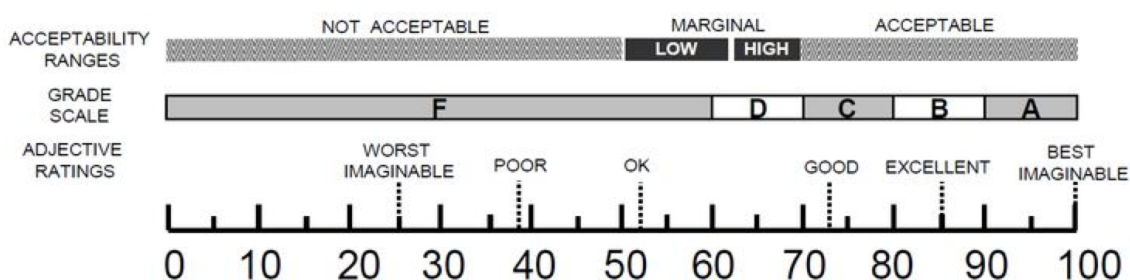 NOT ACCEPTABLE MARGINAL ACCEPTABLE
ACCEPTABILITY
RANGES
LOW HIGH
GRADE
SCALE
F D C B A
ADJECTIVE
RATINGS
WORST
IMAGINABLE
POOR OK GOOD EXCELLENT
BEST
IMAGINABLE
0 10 20 30 40 50 60 70 80 90 100